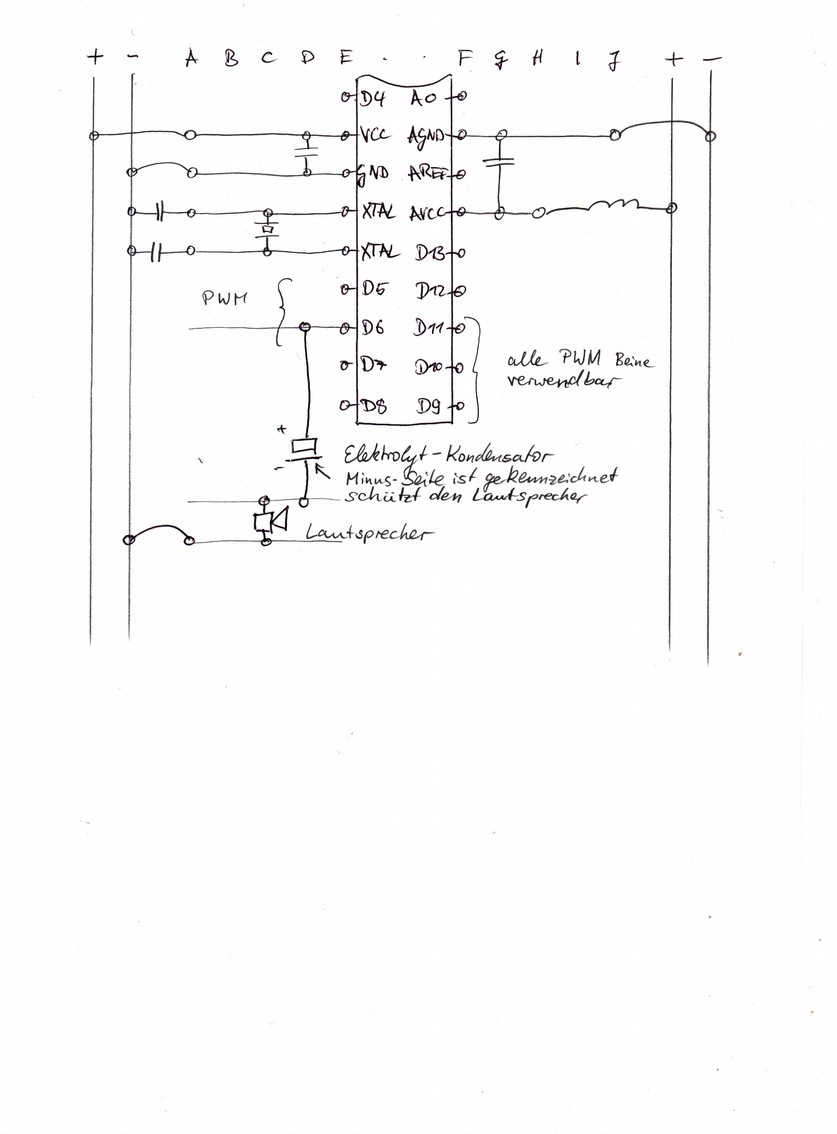 + - A B C D E . . F G H I J + -
D4 A0
VCC AGND
GND AREF
XTAL AVCC
XTAL D13
D5 D12
PWM
D6 D11
D7 D10
D8 D9
alle PWM Beine
verwendbar
+
-
Elektrolyt-Kondensator
Minus-Seite ist gekennzeichnet
schützt den Lautsprecher
Lautsprecher